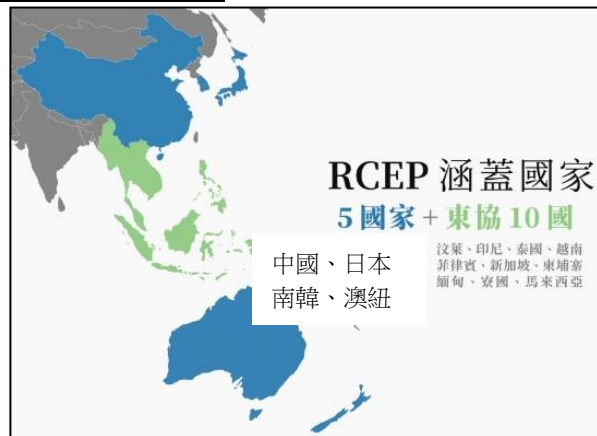 RCEP 涵蓋國家
5 國家 + 東協 10 國
汶萊、印尼、泰國、越南
菲律賓、新加坡、柬埔寨
緬甸、寮國、馬來西亞
中國、日本
南韓、澳紐